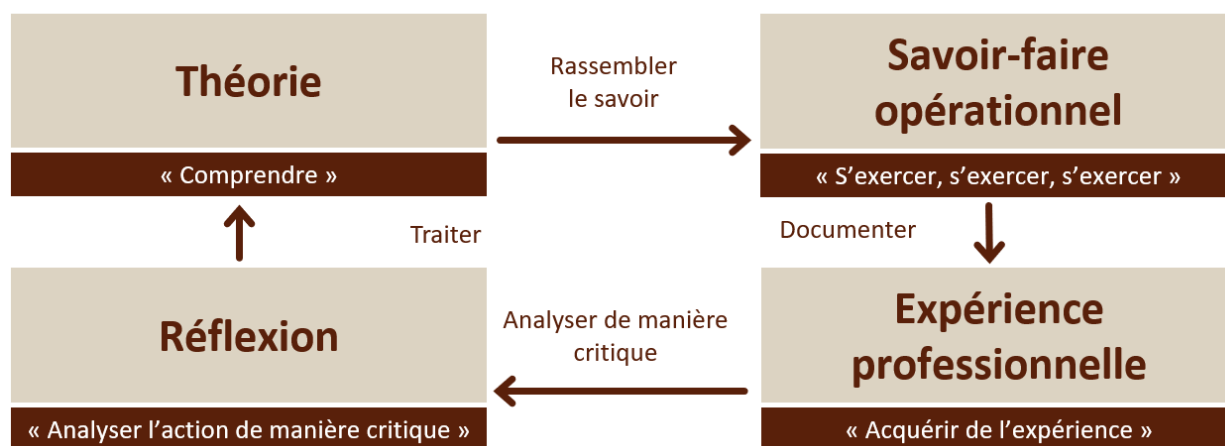 Théorie
« Comprendre »
Rassembler
le savoir
Savoir-faire
opérationnel
« S’exercer, s’exercer, s’exercer »
Traiter
Documenter
Réflexion
« Analyser l’action de manière critique »
Analyser de manière
critique
Expérience
professionnelle
« Acquérir de l’expérience »